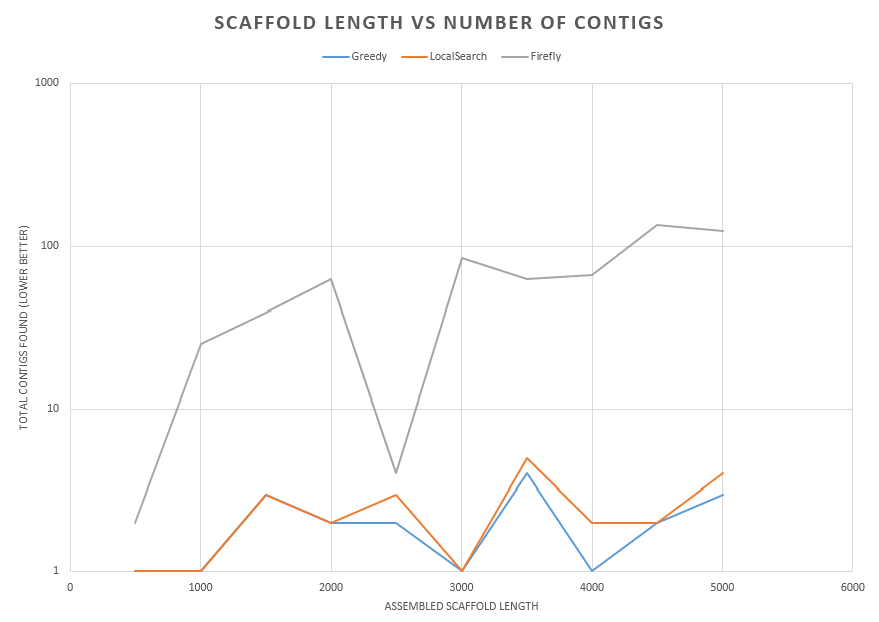 SCAFFOLD LENGTH VS NUMBER OF CONTIGS
Greedy LocalSearch Firefly
1000
100
10
1
TOTAL CONTIGS FOUND (LOWER BETTER)
0 1000 2000 3000 4000 5000 6000
ASSEMBLED SCAFFOLD LENGTH